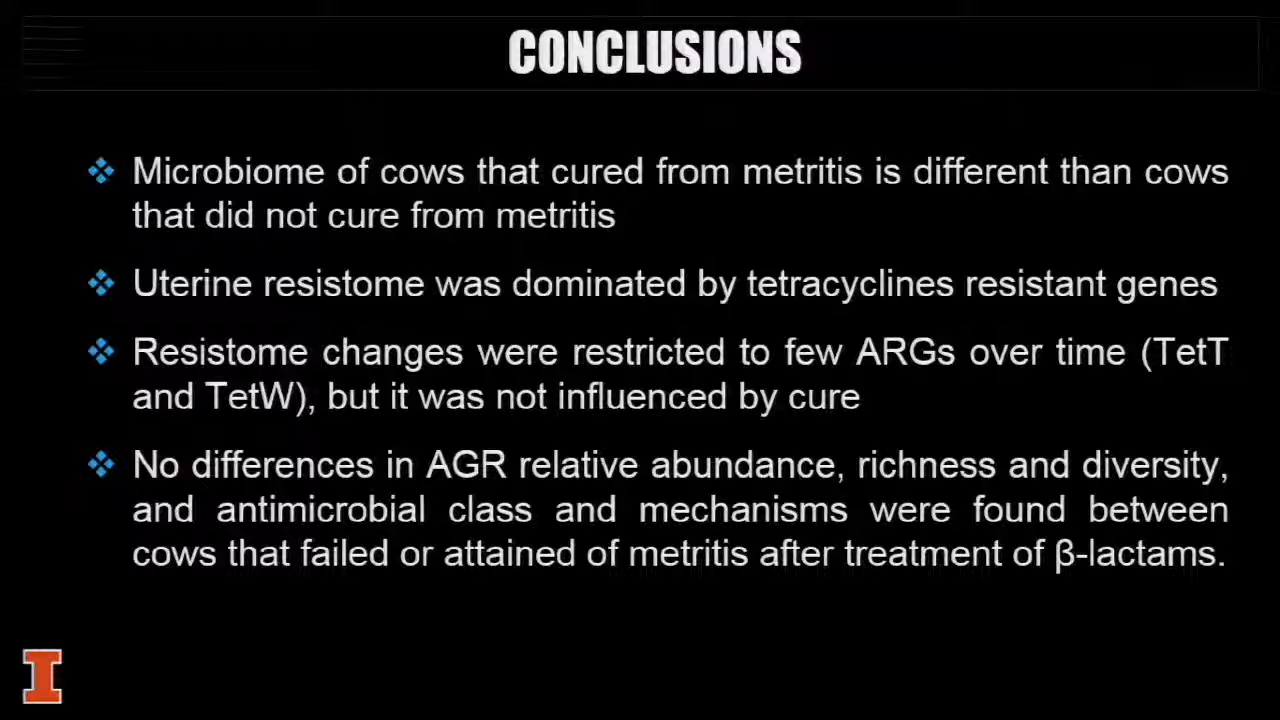 CONCLUSIONS
Microbiome of cows that cured from metritis is different than cows
that did not cure from metritis
Uterine resistome was dominated by tetracyclines resistant genes
Resistome changes were restricted to few ARGs over time (TetT
and TetW), but it was not influenced by cure
No differences in AGR relative abundance, richness and diversity,
and antimicrobial class and mechanisms were found between
cows that failed or attained of metritis after treatment of β-lactams.
I